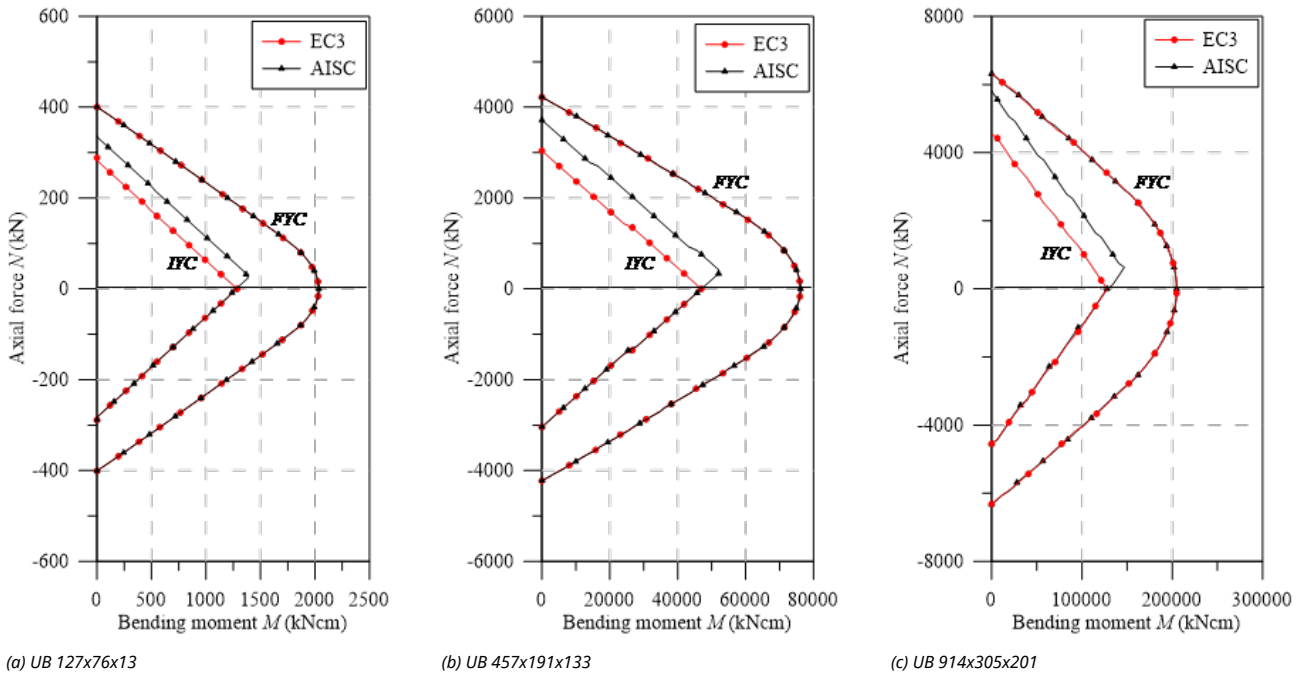 600
400
200
0
-200
-400
-600
Axial force N (kN)
EC3
AISC
FYC
IYC
0 500 1000 1500 2000 2500
Bending moment M (kNcm)
(a) UB 127x76x13
6000
4000
2000
0
-2000
-4000
-6000
Axial force N (kN)
EC3
AISC
FYC
IYC
0 20000 40000 60000 80000
Bending moment M (kNcm)
(b) UB 457x191x133
8000
4000
0
-4000
-8000
Axial force N (kN)
EC3
AISC
FYC
IYC
0 100000 200000 300000
Bending moment M (kNcm)
(c) UB 914x305x201